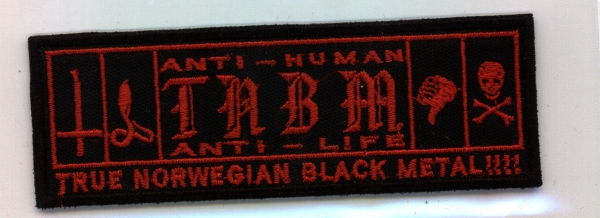 ANTI-HUMAN
TNBM
ANTI-LIFE
TRUE NORWEGIAN BLACK METAL!!!!